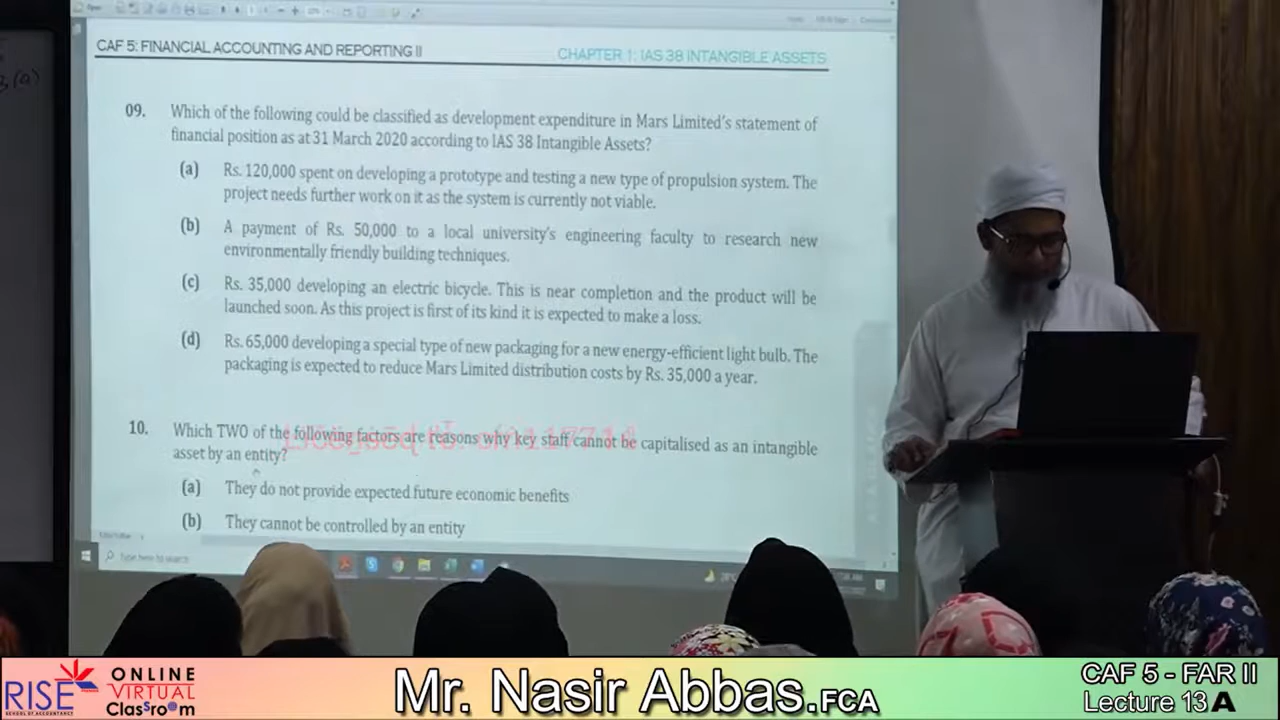 CAF 5: FINANCIAL ACCOUNTING AND REPORTING II
CHAPTER 1: IAS 38 INTANGIBLE ASSETS
09. Which of the following could be classified as development expenditure in Mars Limited's statement of
financial position as at 31 March 2020 according to IAS 38 Intangible Assets?
(a) Rs. 120,000 spent on developing a prototype and testing a new type of propulsion system. The
project needs further work on it as the system is currently not viable.
(b) A payment of Rs. 50,000 to a local university's engineering faculty to research new
environmentally friendly building techniques.
(c) Rs. 35,000 developing an electric bicycle. This is near completion and the product will be
launched soon. As this project is first of its kind it is expected to make a loss.
(d) Rs. 65,000 developing a special type of new packaging for a new energy-efficient light bulb. The
packaging is expected to reduce Mars Limited distribution costs by Rs. 35,000 a year.
10. Which TWO of the following factors are reasons why key staff cannot be capitalised as an intangible
asset by an entity?
(a) They do not provide expected future economic benefits
(b) They cannot be controlled by an entity
Type here to search
RISE
SCHOOL OF ACCOUNTANCY
ONLINE
VIRTUAL
ClassRoom
Mr. Nasir Abbas.FCA
CAF 5 - FAR II
Lecture 13 A